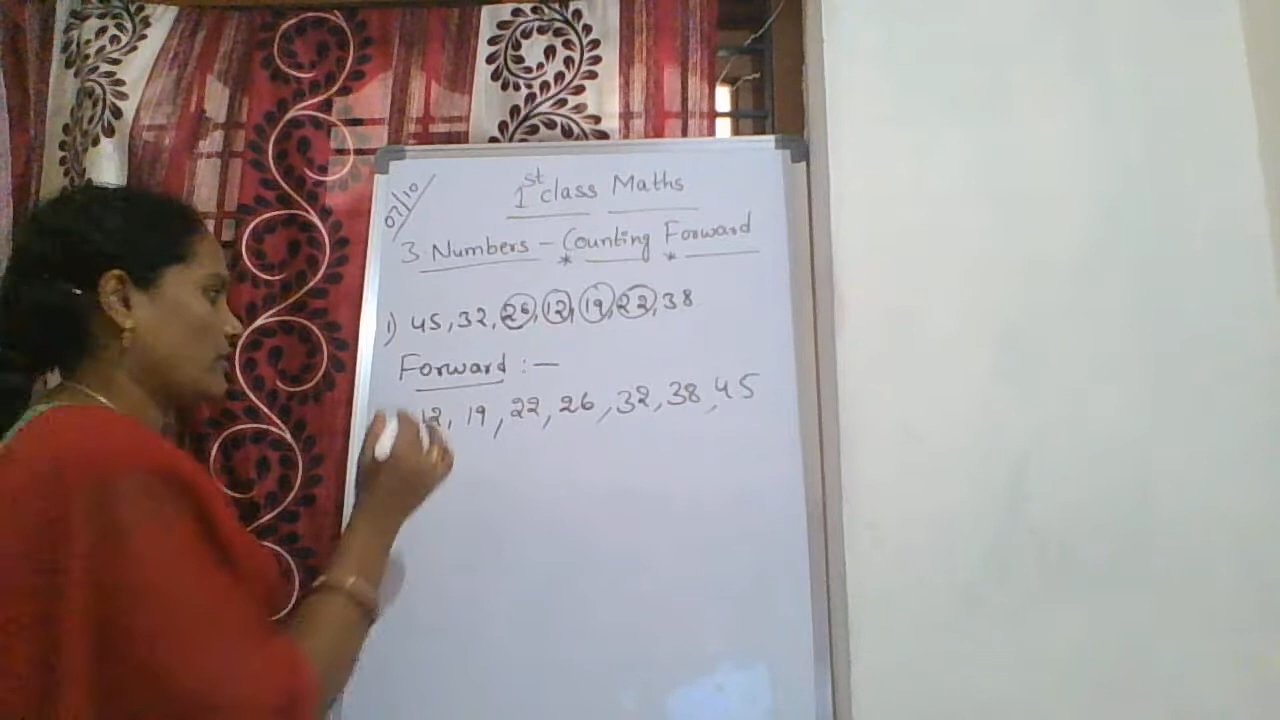 07/10
1st class Maths
3. Numbers - Counting Forward
* *
1) 45, 32, 26, 12, 19, 22, 38
Forward :-
12, 19, 22, 26, 32, 38, 45